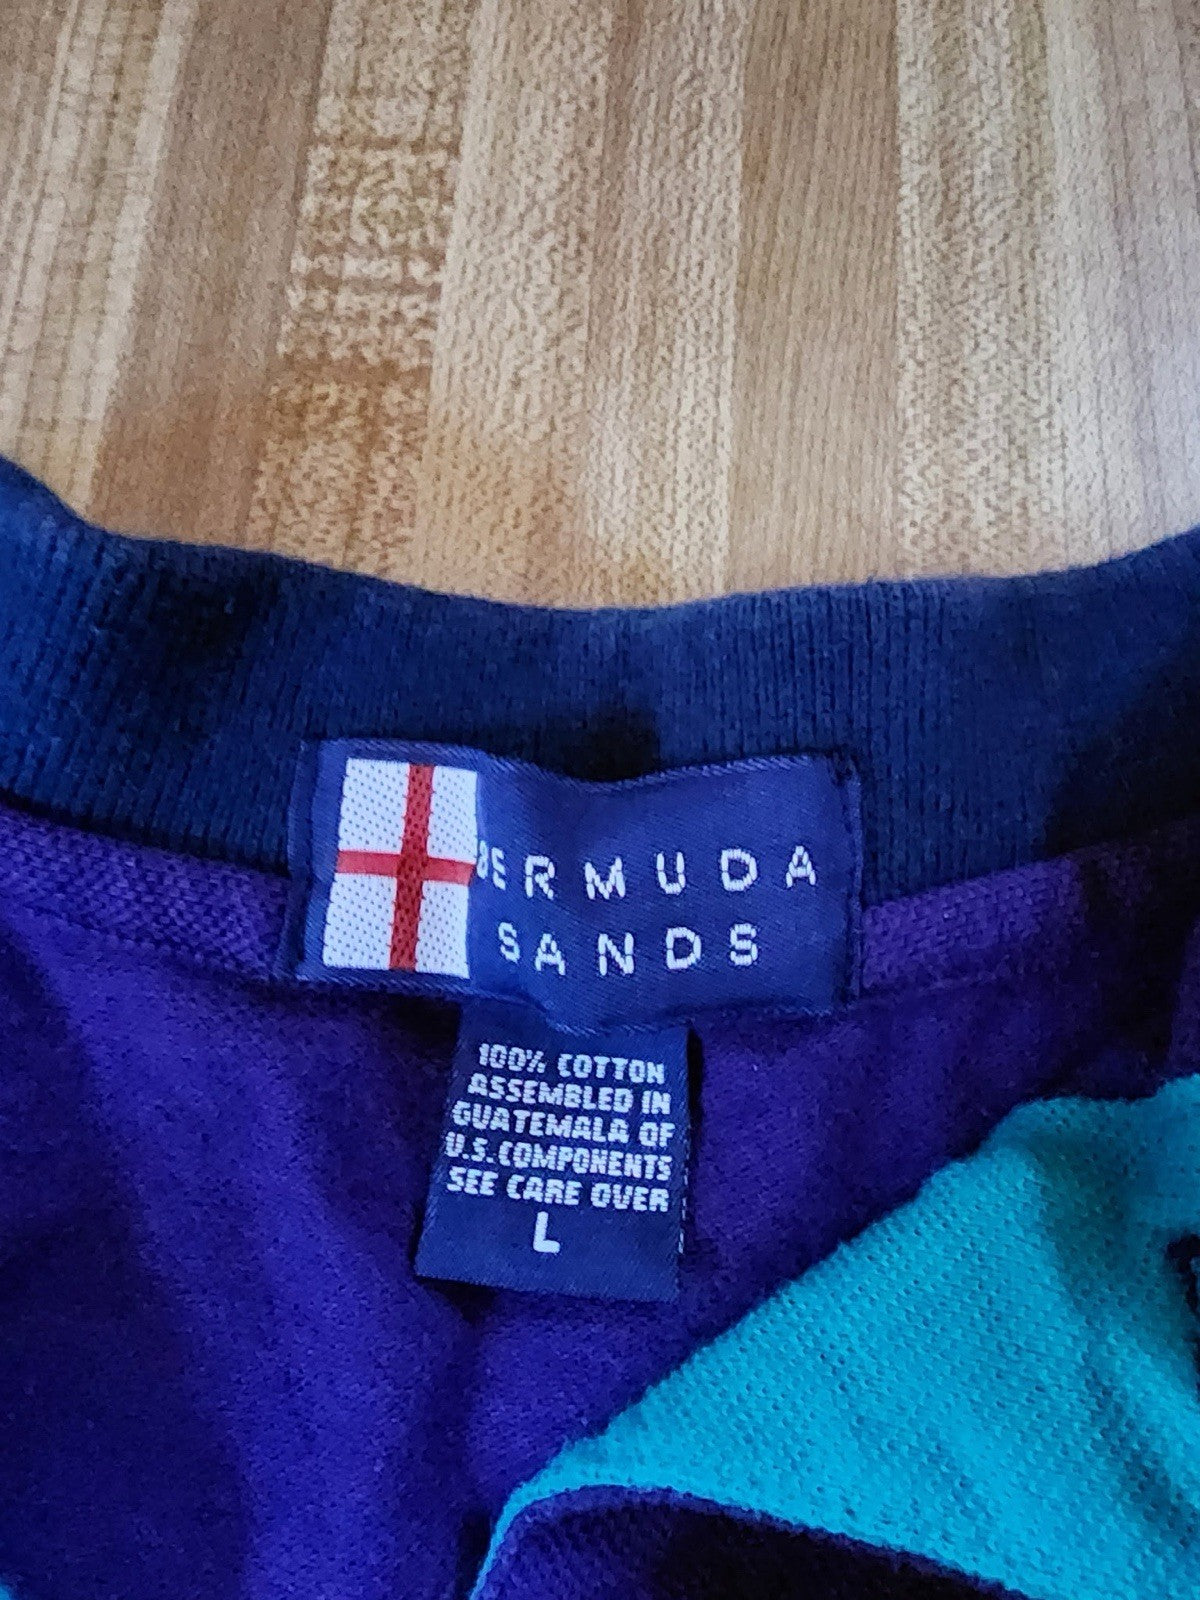 BERMUDA
SANDS
100% COTTON
ASSEMBLED IN
GUATEMALA OF
U.S. COMPONENTS
SEE CARE OVER
L